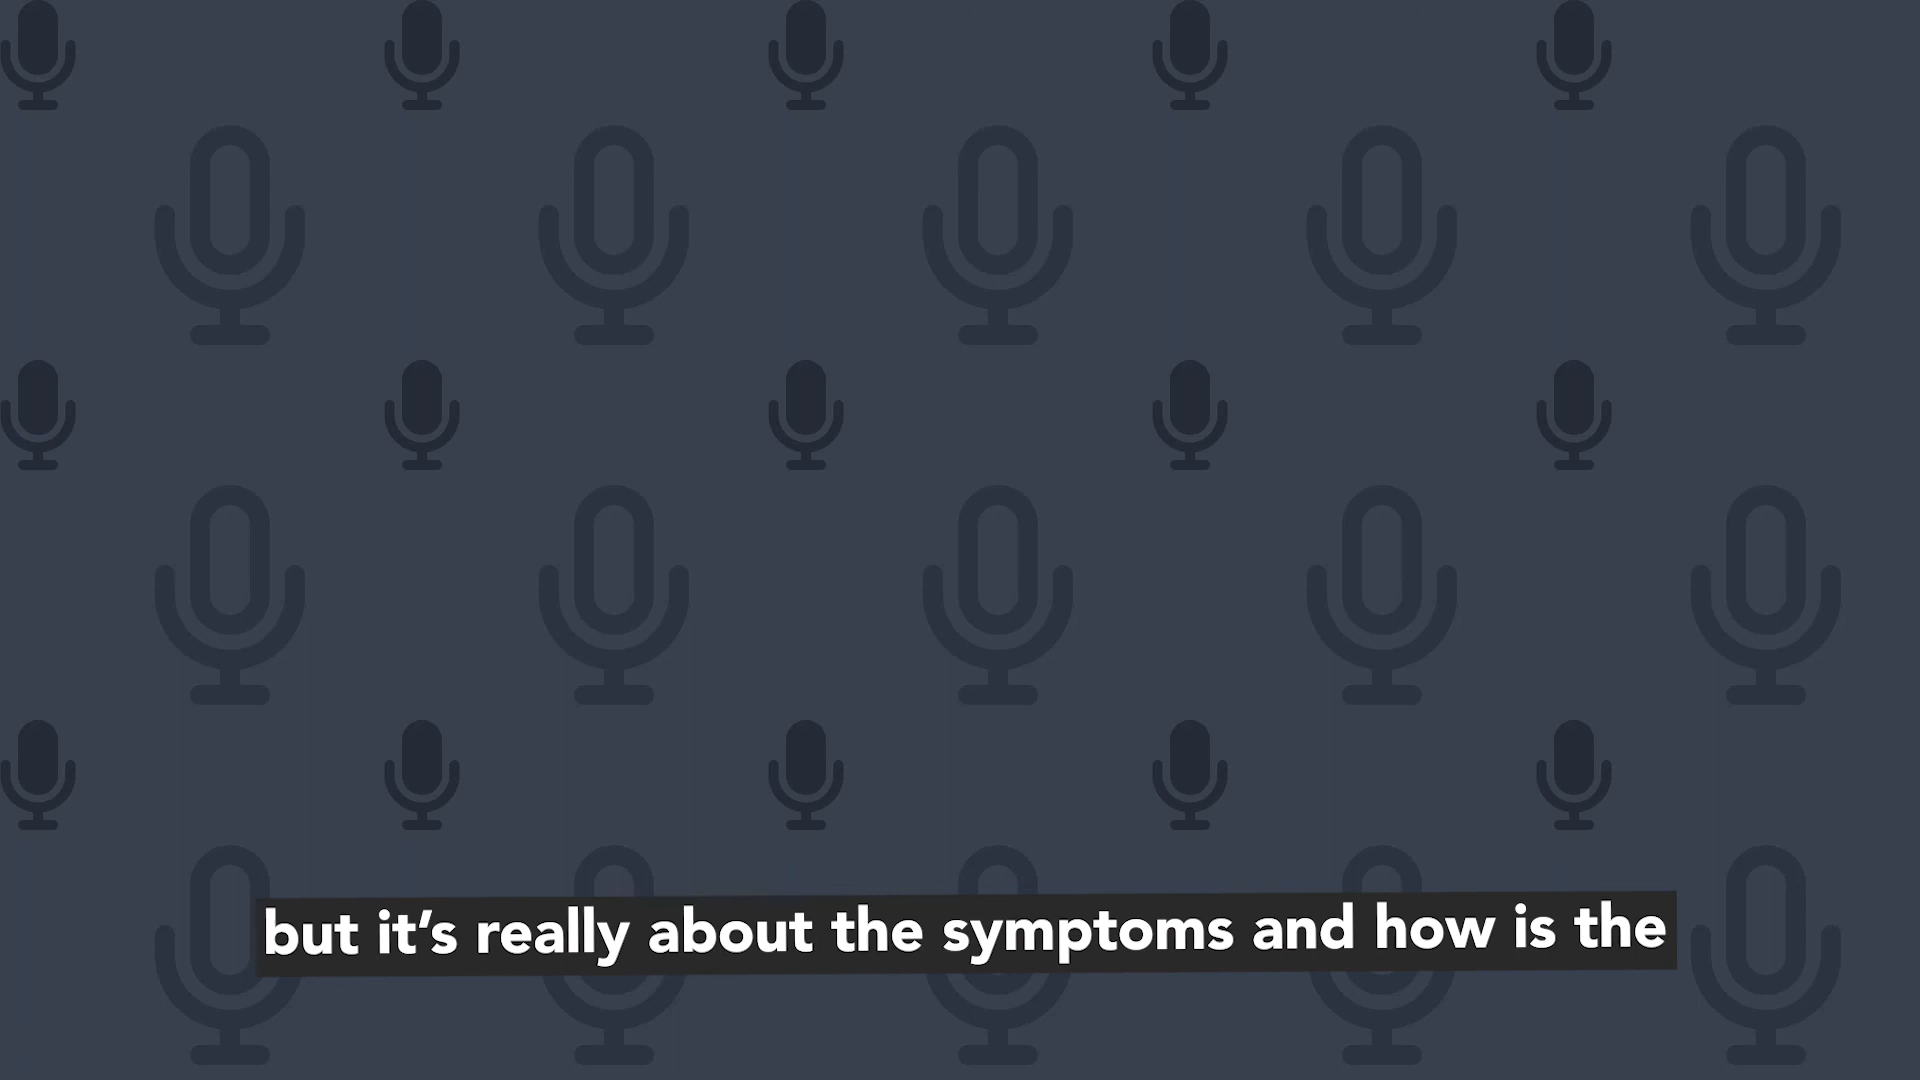 but it's really about the symptoms and how is the